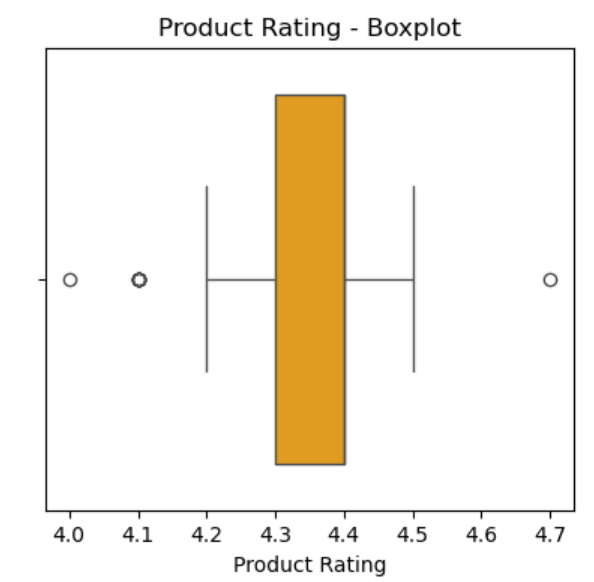 Product Rating - Boxplot
4.0 4.1 4.2 4.3 4.4 4.5 4.6 4.7
Product Rating